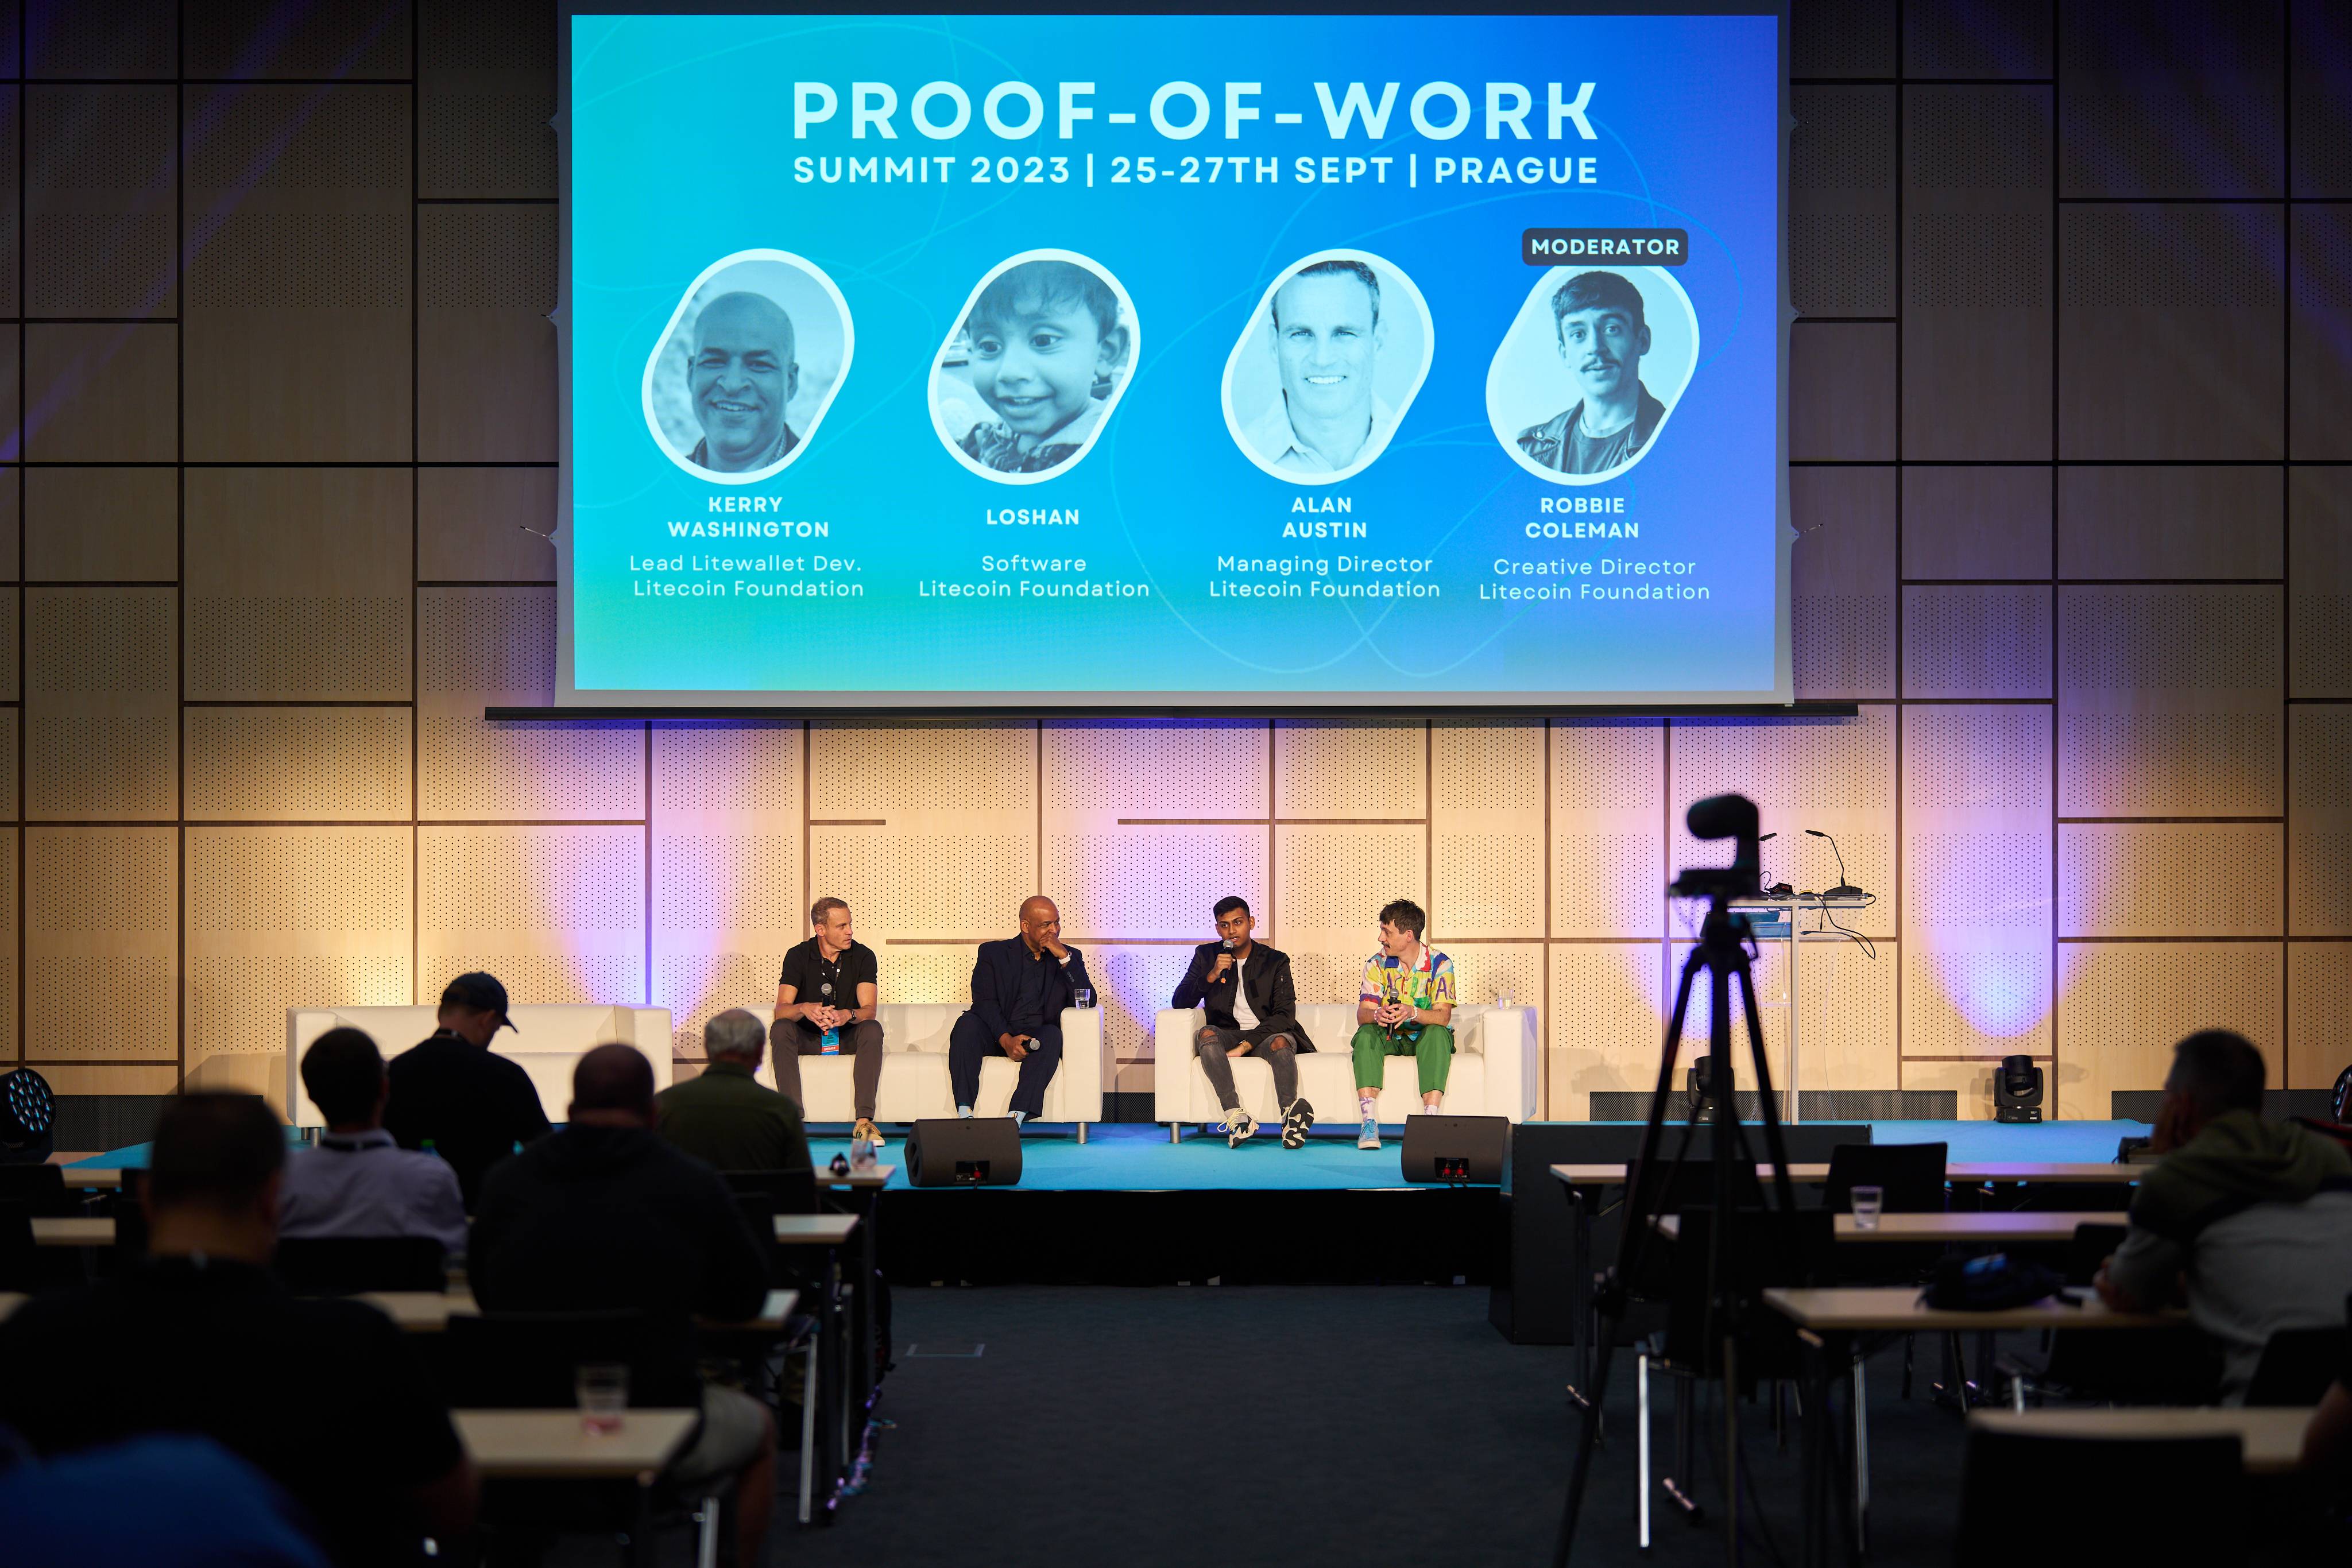 PROOF-OF-WORK
SUMMIT 2023 | 25-27TH SEPT | PRAGUE
MODERATOR
KERRY
WASHINGTON
Lead Litewallet Dev.
Litecoin Foundation
LOSHAN
Software
Litecoin Foundation
ALAN
AUSTIN
Managing Director
Litecoin Foundation
ROBBIE
COLEMAN
Creative Director
Litecoin Foundation